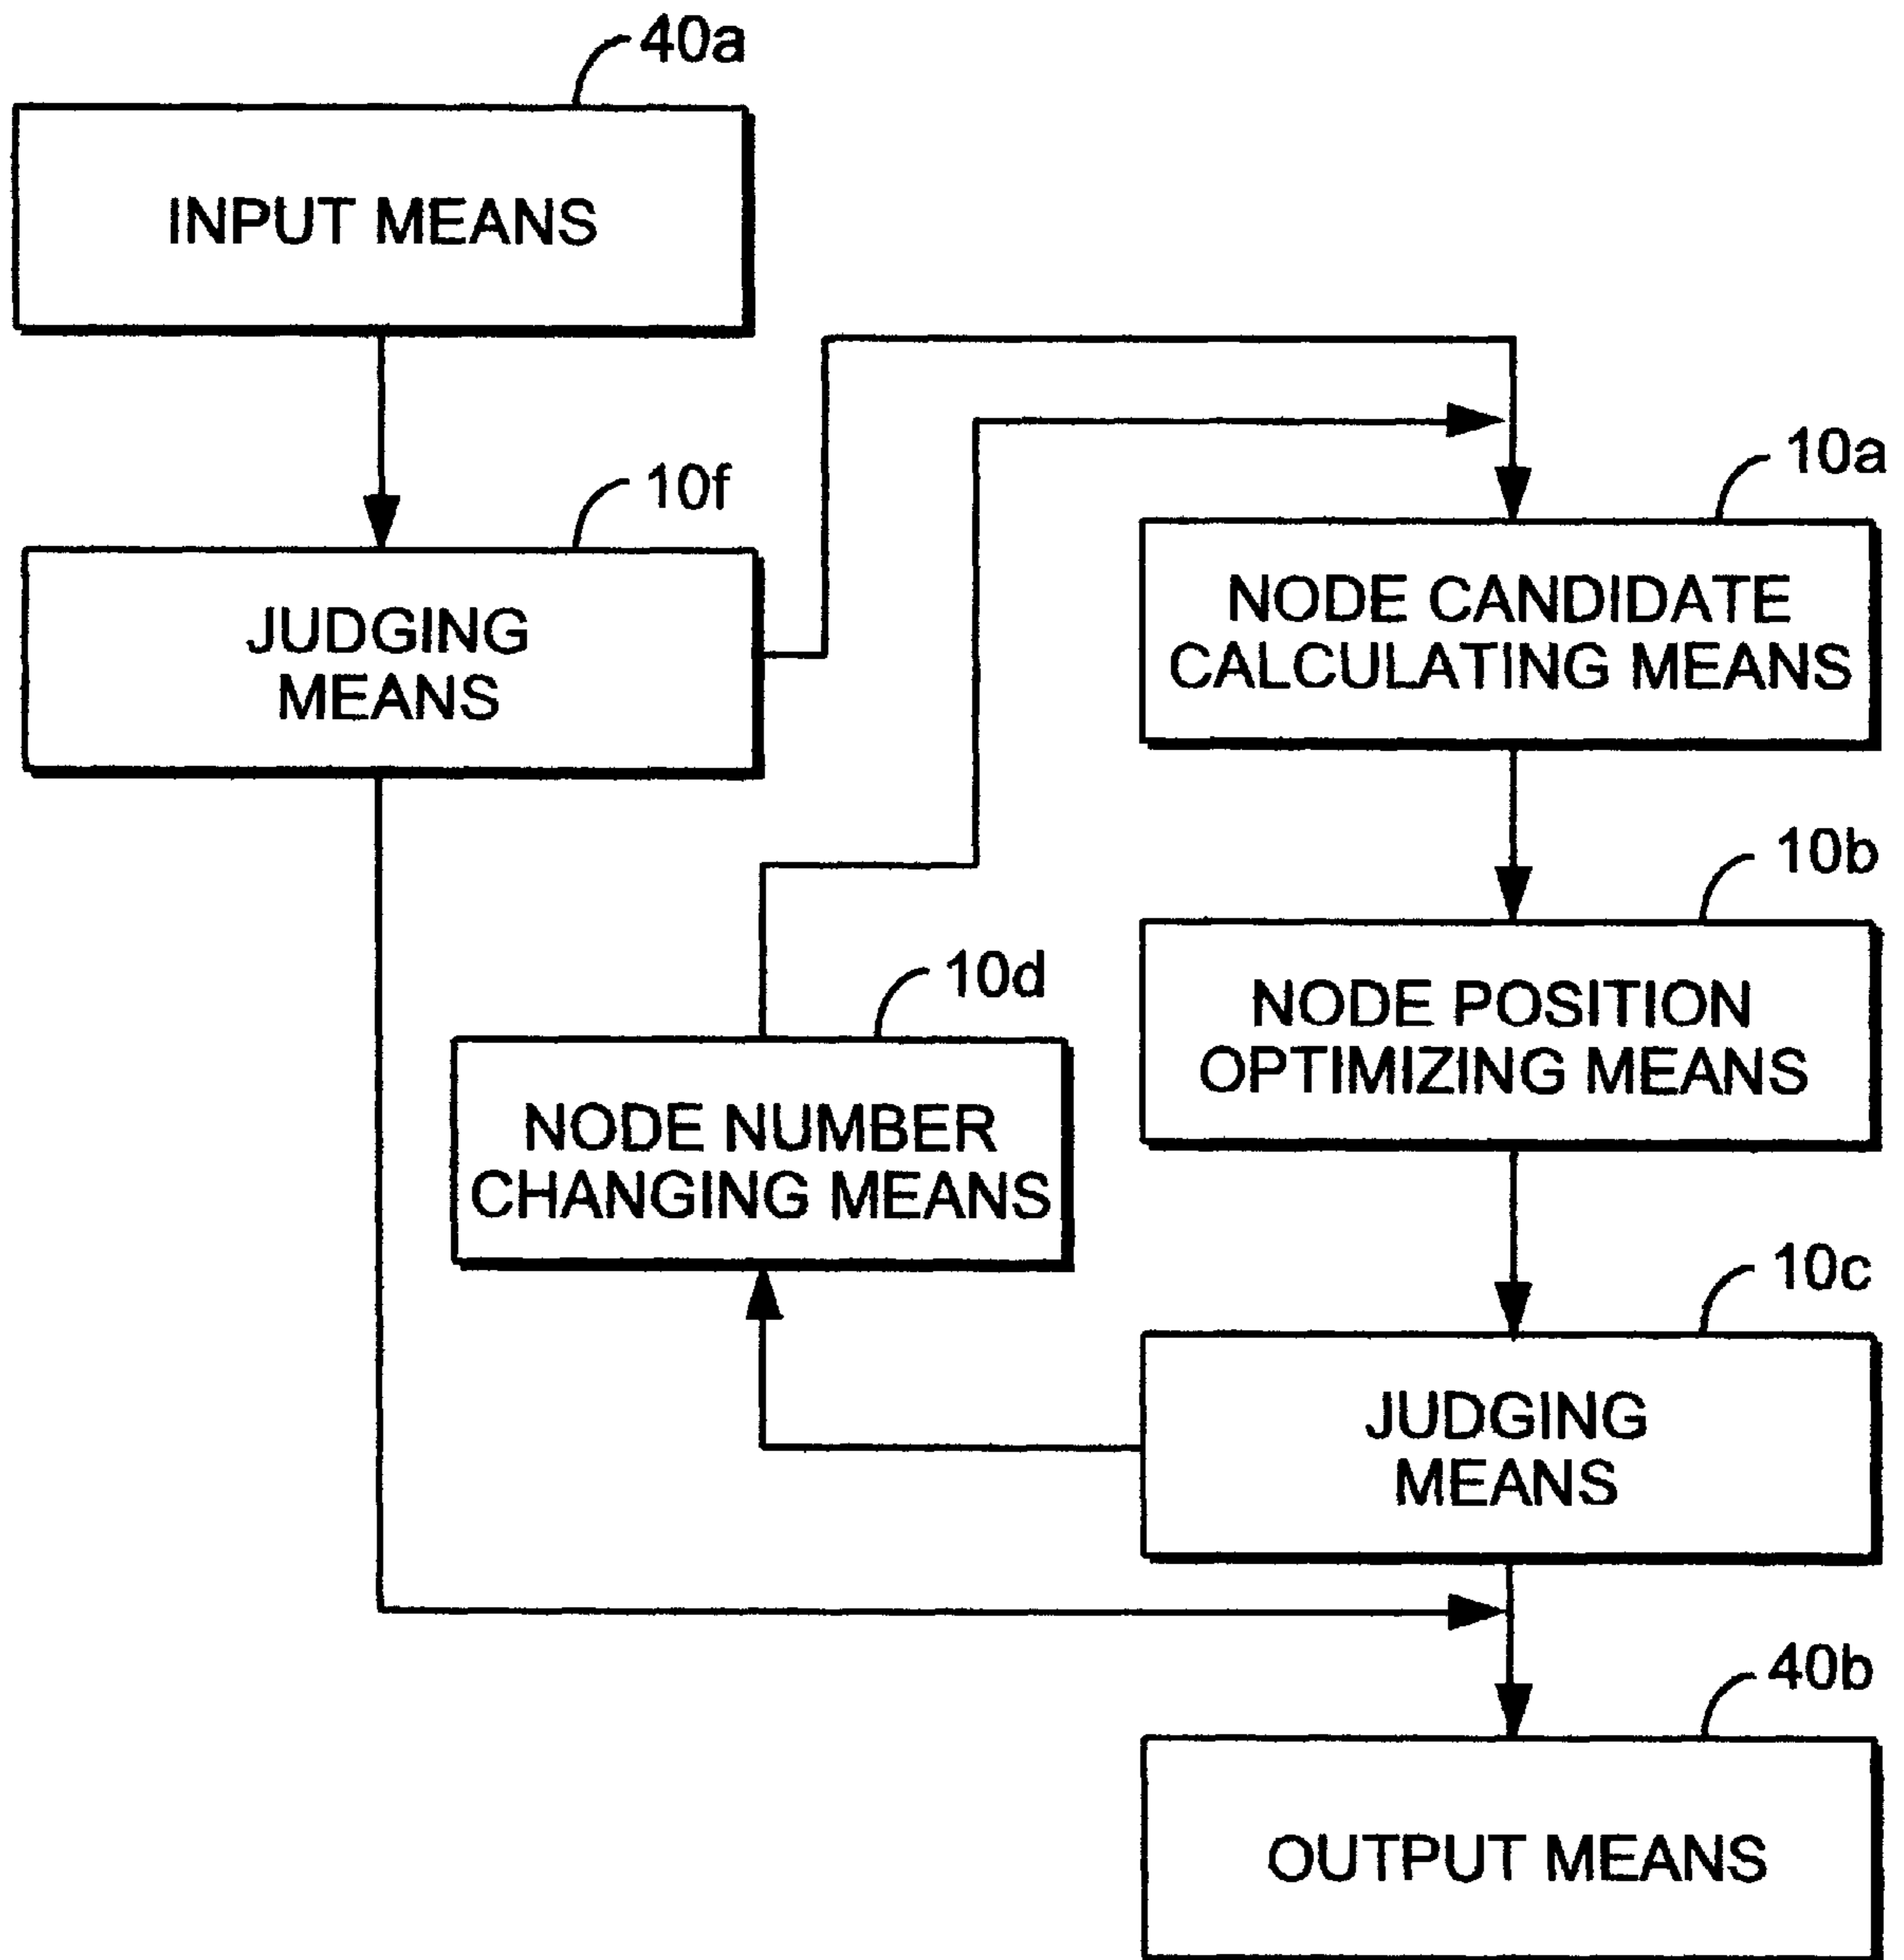 40a
INPUT MEANS
10f
JUDGING
MEANS
10a
NODE CANDIDATE
CALCULATING MEANS
10b
NODE POSITION
OPTIMIZING MEANS
10d
NODE NUMBER
CHANGING MEANS
10c
JUDGING
MEANS
40b
OUTPUT MEANS